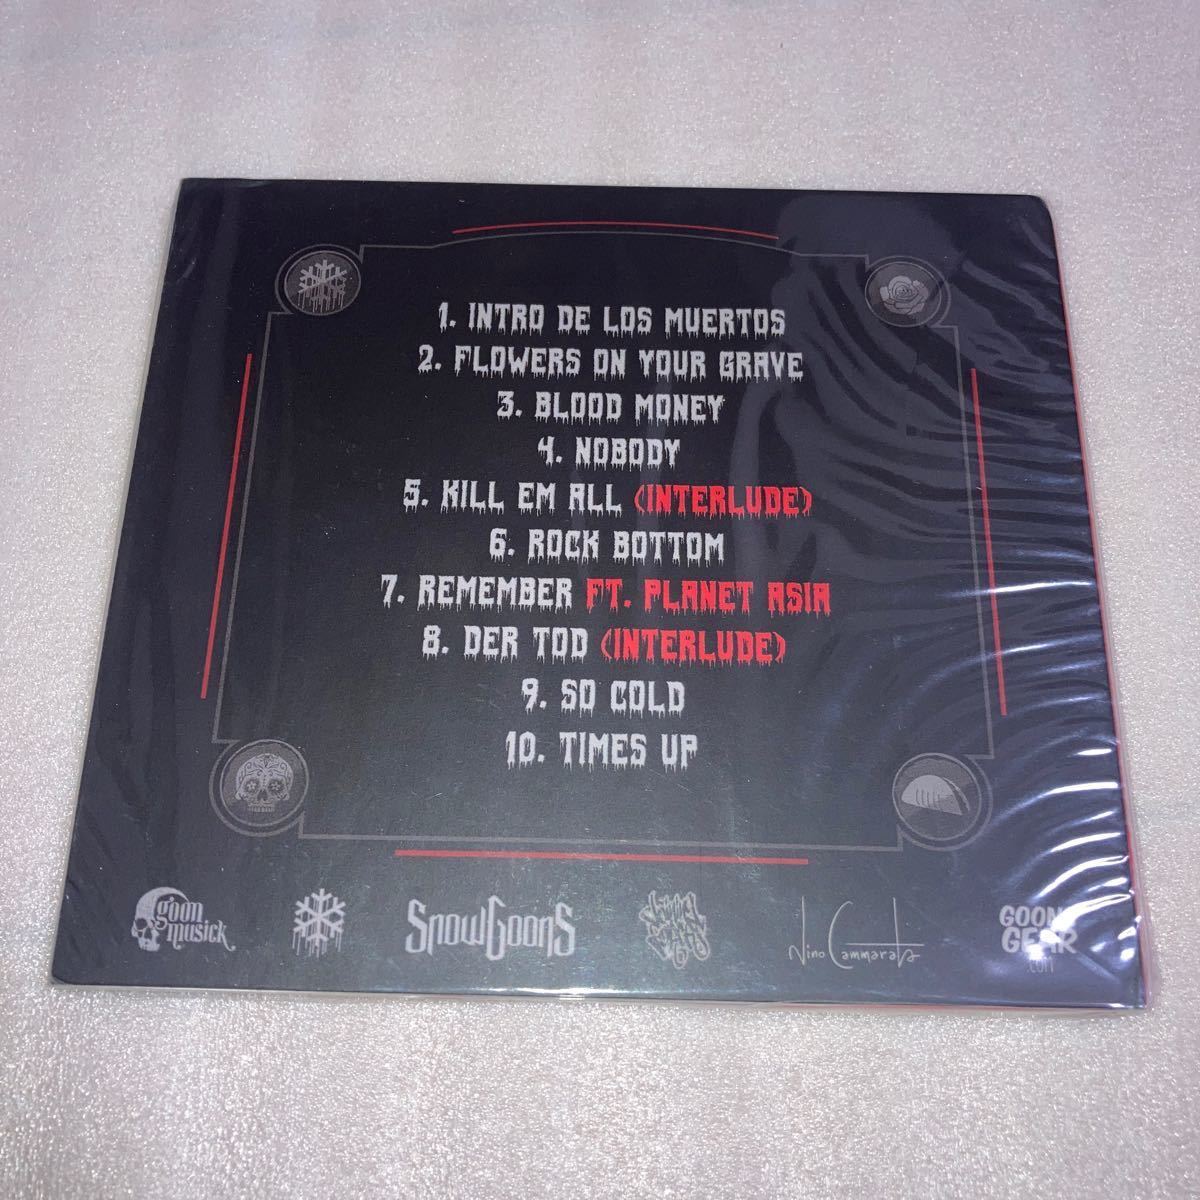 1. INTRO DE LOS MUERTOS
2. FLOWERS ON YOUR GRAVE
3. BLOOD MONEY
4. NOBODY
5. KILL EM ALL (INTERLUDE)
6. ROCK BOTTOM
7. REMEMBER FT. PLANET ASIA
8. DER TOD (INTERLUDE)
9. SO COLD
10. TIMES UP
goon
musick
SnowGoonS
Nino Cammarata
GOON
GEAR
.com